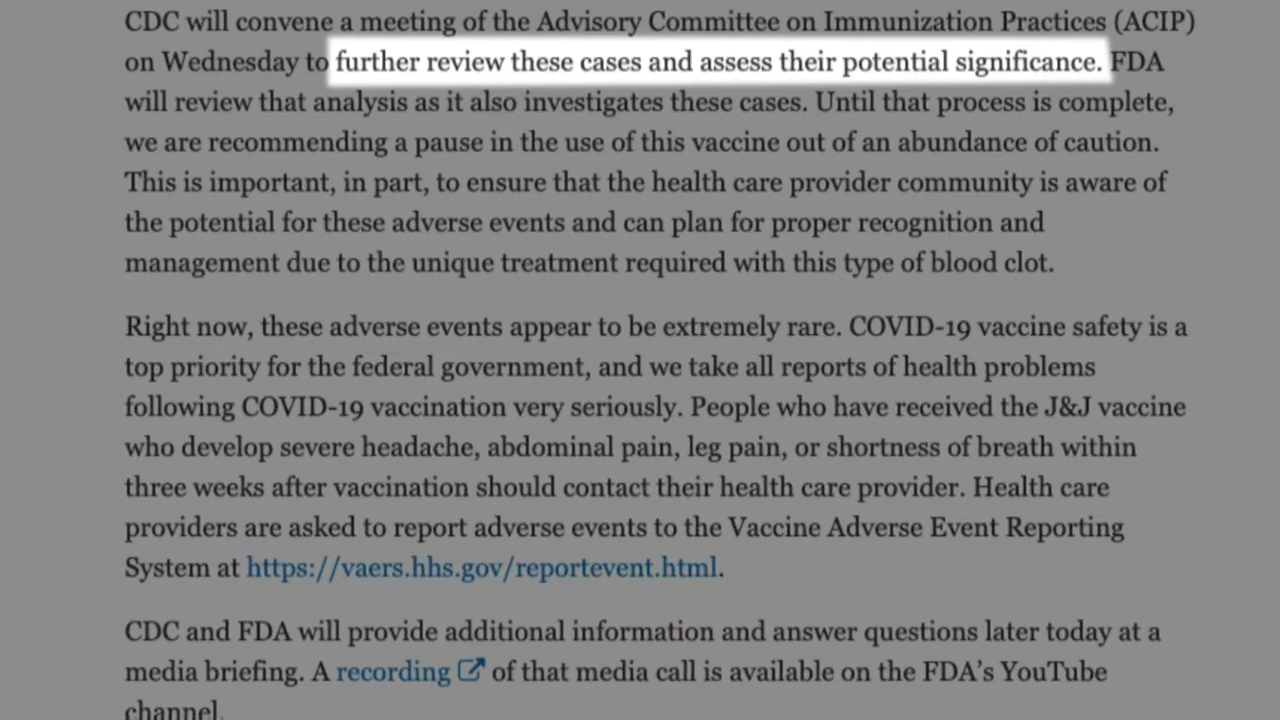 CDC will convene a meeting of the Advisory Committee on Immunization Practices (ACIP)
on Wednesday to further review these cases and assess their potential significance. FDA
will review that analysis as it also investigates these cases. Until that process is complete,
we are recommending a pause in the use of this vaccine out of an abundance of caution.
This is important, in part, to ensure that the health care provider community is aware of
the potential for these adverse events and can plan for proper recognition and
management due to the unique treatment required with this type of blood clot.
Right now, these adverse events appear to be extremely rare. COVID-19 vaccine safety is a
top priority for the federal government, and we take all reports of health problems
following COVID-19 vaccination very seriously. People who have received the J&J vaccine
who develop severe headache, abdominal pain, leg pain, or shortness of breath within
three weeks after vaccination should contact their health care provider. Health care
providers are asked to report adverse events to the Vaccine Adverse Event Reporting
System at https://vaers.hhs.gov/reportevent.html.
CDC and FDA will provide additional information and answer questions later today at a
media briefing. A recording of that media call is available on the FDA's YouTube
channel.